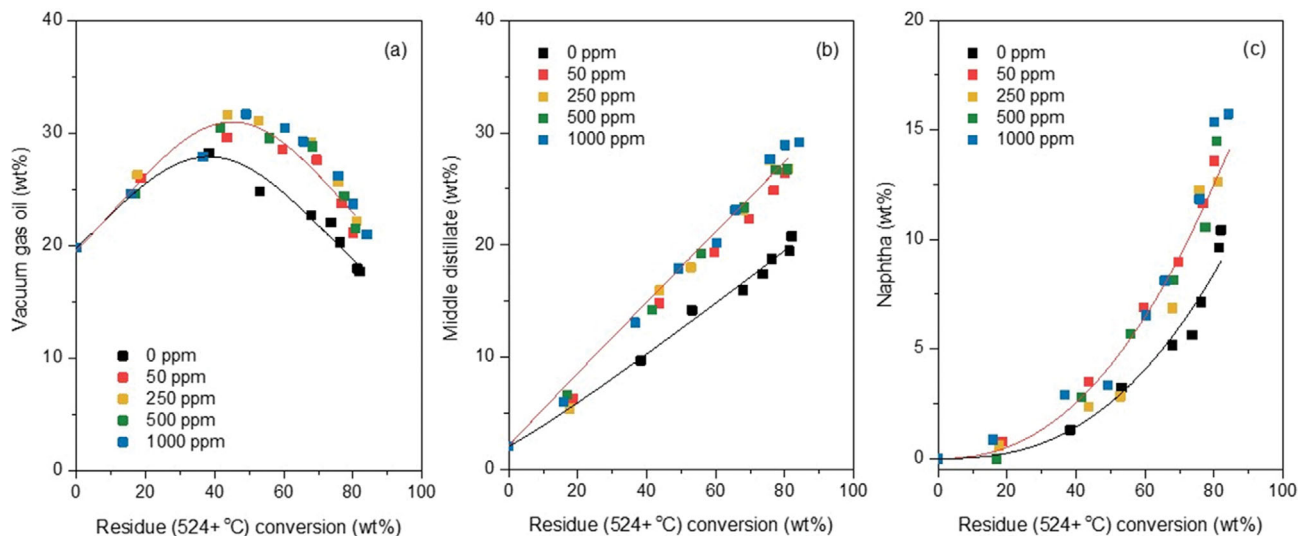 (a)
Vacuum gas oil (wt%)
40
30
20
10
0
0 ppm
50 ppm
250 ppm
500 ppm
1000 ppm
0 20 40 60 80 100
Residue (524+ °C) conversion (wt%)
(b)
Middle distillate (wt%)
40
30
20
10
0
0 ppm
50 ppm
250 ppm
500 ppm
1000 ppm
0 20 40 60 80 100
Residue (524+ °C) conversion (wt%)
(c)
Naphtha (wt%)
20
15
10
5
0
0 ppm
50 ppm
250 ppm
500 ppm
1000 ppm
0 20 40 60 80 100
Residue (524+ °C) conversion (wt%)